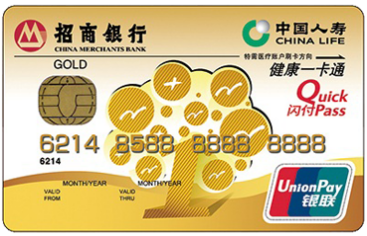 招商银行
CHINA MERCHANTS BANK
中国人寿
CHINA LIFE
特需医疗账户刷卡方向
健康一卡通
GOLD
Quick
闪付Pass
6214 8588 8888 8888
6214
MONTH/YEAR MONTH/YEAR
VALID FROM VALID THRU
UnionPay
银联